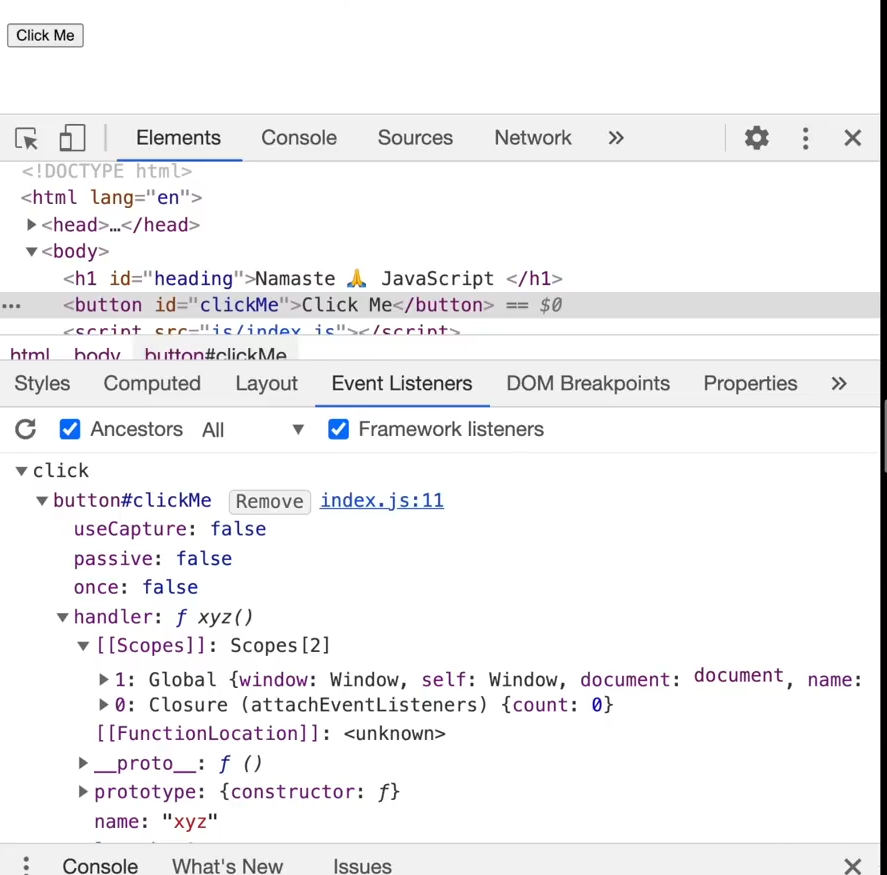 Click Me
Elements Console Sources Network »
<!DOCTYPE html>
<html lang="en">
▶<head>…</head>
▼<body>
<h1 id="heading">Namaste 🙏 JavaScript </h1>
••• <button id="clickMe">Click Me</button> == $0
<script src="js/index.js"></script>
html body button#clickMe
Styles Computed Layout Event Listeners DOM Breakpoints Properties »
Ancestors All ▼ Framework listeners
▼click
▼button#clickMe Remove index.js:11
useCapture: false
passive: false
once: false
▼handler: ƒ xyz()
▼[[Scopes]]: Scopes[2]
▶1: Global {window: Window, self: Window, document: document, name:
▶0: Closure (attachEventListeners) {count: 0}
[[FunctionLocation]]: <unknown>
▶__proto__: ƒ ()
▶prototype: {constructor: ƒ}
name: "xyz"
Console What's New Issues